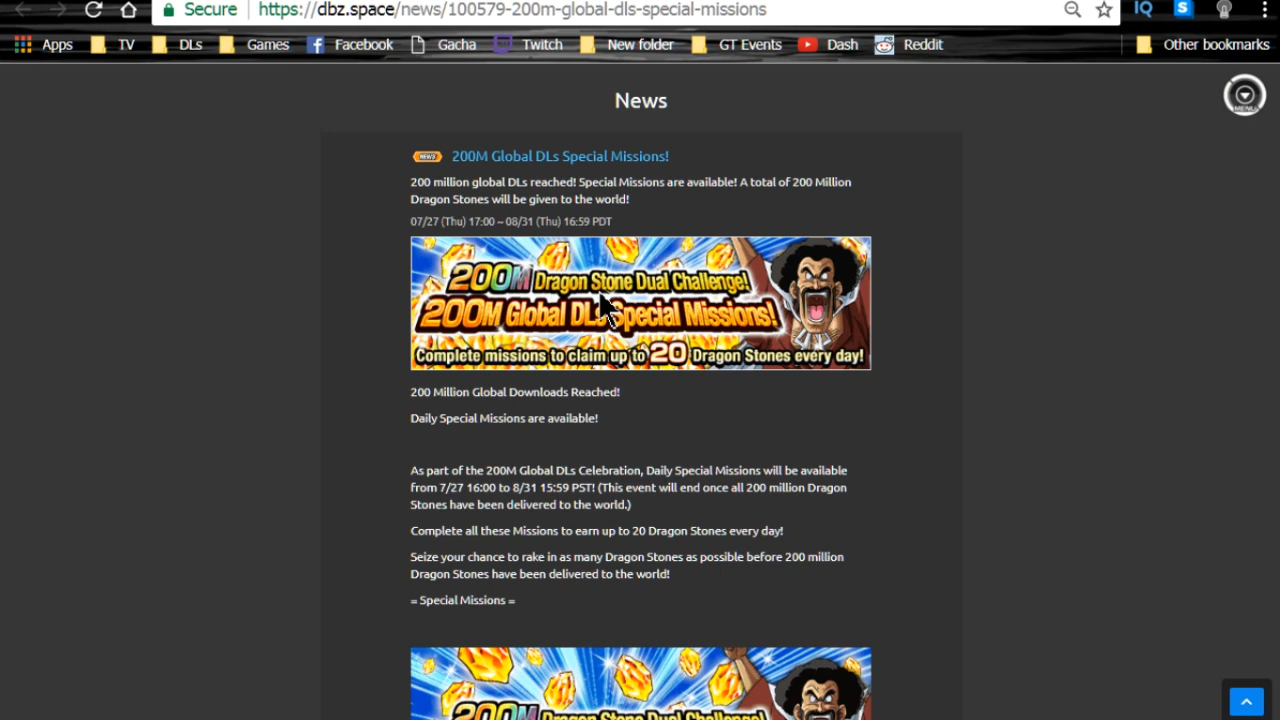 Secure https://dbz.space/news/100579-200m-global-dls-special-missions
IQ S
Apps TV DLs Games Facebook Gacha Twitch New folder GT Events Dash Reddit Other bookmarks
News
MENU
NEWS 200M Global DLs Special Missions!
200 million global DLs reached! Special Missions are available! A total of 200 Million
Dragon Stones will be given to the world!
07/27 (Thu) 17:00 ~ 08/31 (Thu) 16:59 PDT
200M Dragon Stone Dual Challenge!
200M Global DLs Special Missions!
Complete missions to claim up to 20 Dragon Stones every day!
200 Million Global Downloads Reached!
Daily Special Missions are available!
As part of the 200M Global DLs Celebration, Daily Special Missions will be available
from 7/27 16:00 to 8/31 15:59 PST! (This event will end once all 200 million Dragon
Stones have been delivered to the world.)
Complete all these Missions to earn up to 20 Dragon Stones every day!
Seize your chance to rake in as many Dragon Stones as possible before 200 million
Dragon Stones have been delivered to the world!
= Special Missions =
200M Dragon Stone Dual Challenge!